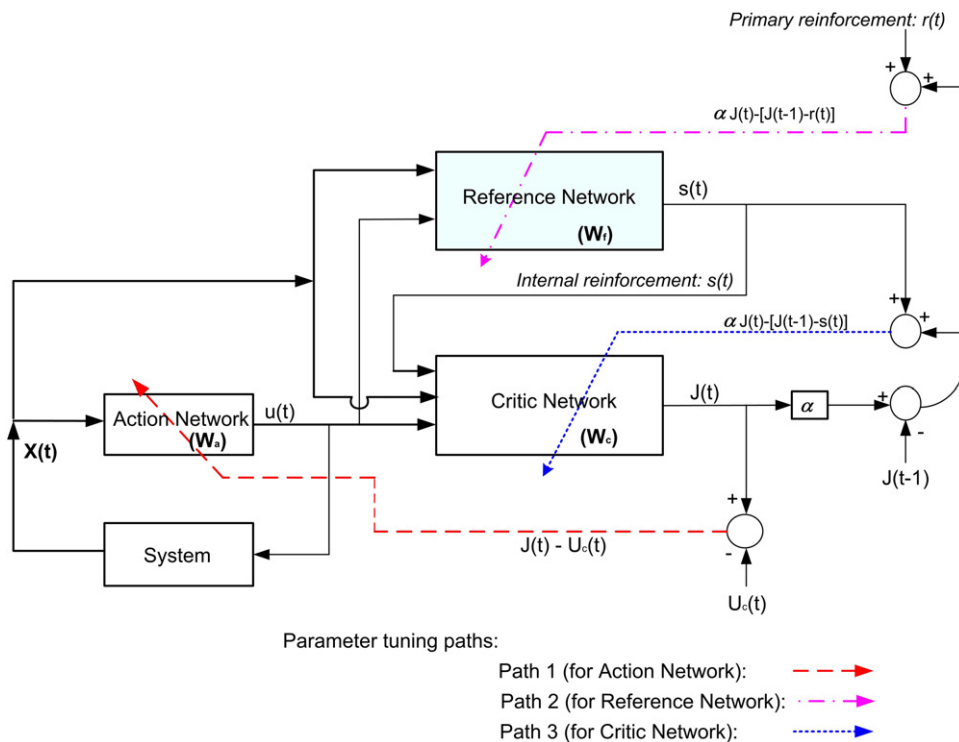 Primary reinforcement: r(t)
+
+
α J(t)-[J(t-1)-r(t)]
Reference Network
(Wf)
s(t)
Internal reinforcement: s(t)
α J(t)-[J(t-1)-s(t)]
+
+
Action Network
(Wa)
u(t)
Critic Network
(Wc)
J(t)
α
+
-
J(t-1)
X(t)
System
J(t) - Uc(t)
+
-
Uc(t)
Parameter tuning paths:
Path 1 (for Action Network):
Path 2 (for Reference Network):
Path 3 (for Critic Network):